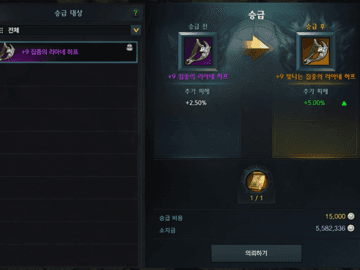 승급 대상
?
전체
+9 집중의 리아네 하프
승급
승급 전
승급 후
+9 집중의 리아네 하프
+9 빛나는 집중의 리아네 하프
추가 피해
+2.50%
추가 피해
+5.00%
1 / 1
승급 비용
15,000
소지금
5,582,336
의뢰하기